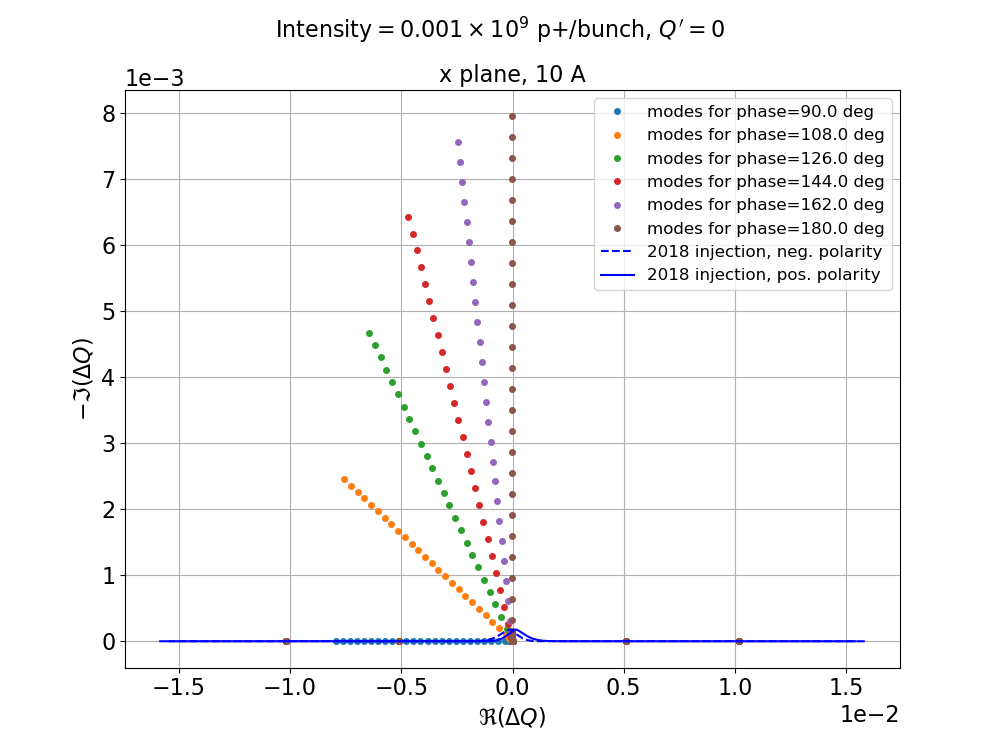 Intensity = 0.001 × 10⁹ p+/bunch, Q′ = 0
x plane, 10 A
1e−3
8
7
6
5
4
3
2
1
0
−ℑ(ΔQ)
modes for phase=90.0 deg
modes for phase=108.0 deg
modes for phase=126.0 deg
modes for phase=144.0 deg
modes for phase=162.0 deg
modes for phase=180.0 deg
2018 injection, neg. polarity
2018 injection, pos. polarity
−1.5 −1.0 −0.5 0.0 0.5 1.0 1.5
ℜ(ΔQ)
1e−2